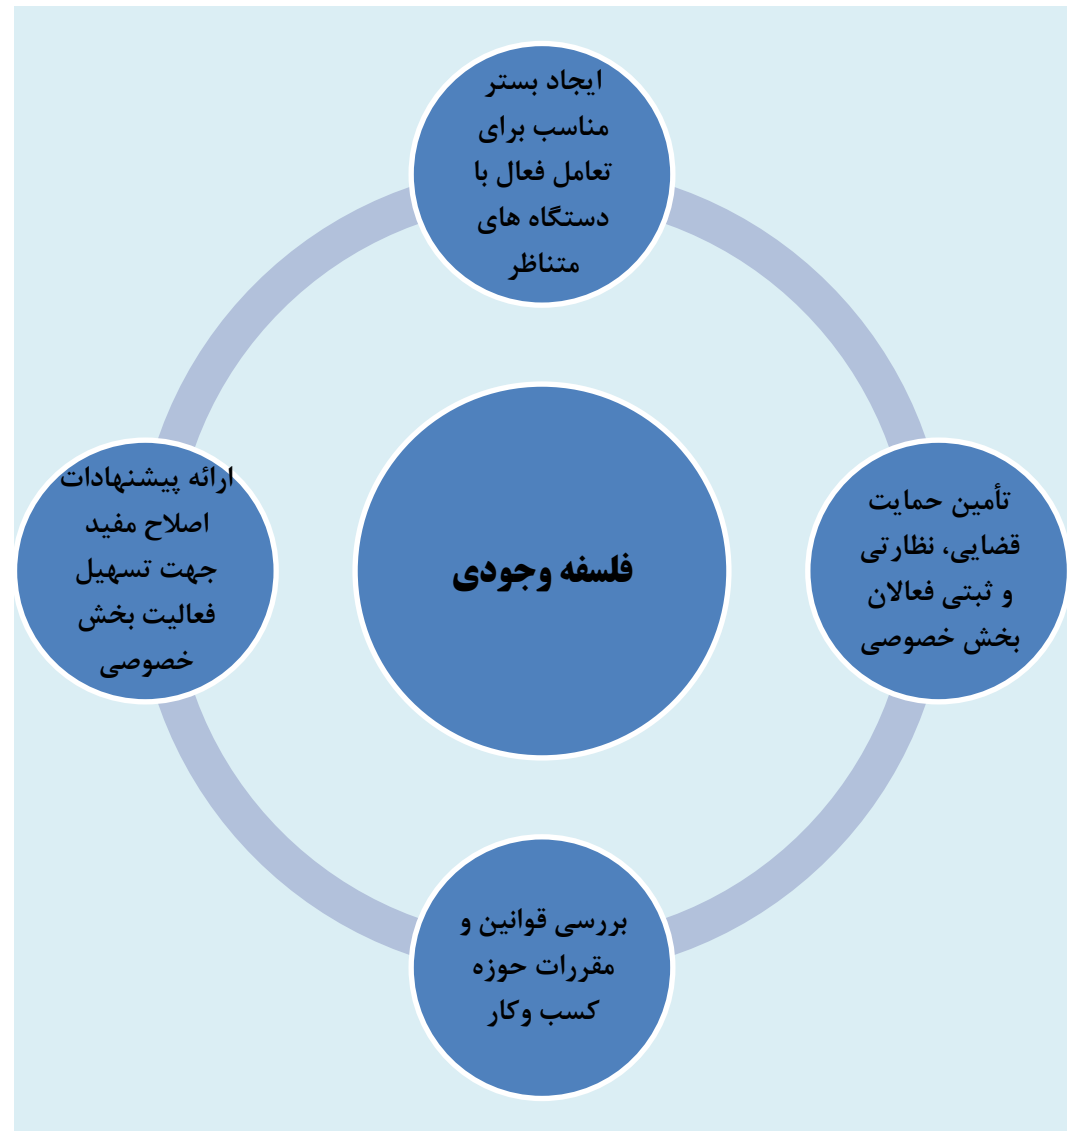 ایجاد بستر
مناسب برای
تعامل فعال با
دستگاه های
متناظر
تأمین حمایت
قضایی، نظارتی
و ثبتی فعالان
بخش خصوصی
بررسی قوانین و
مقررات حوزه
کسب وکار
ارائه پیشنهادات
اصلاح مفید
جهت تسهیل
فعالیت بخش
خصوصی
فلسفه وجودی